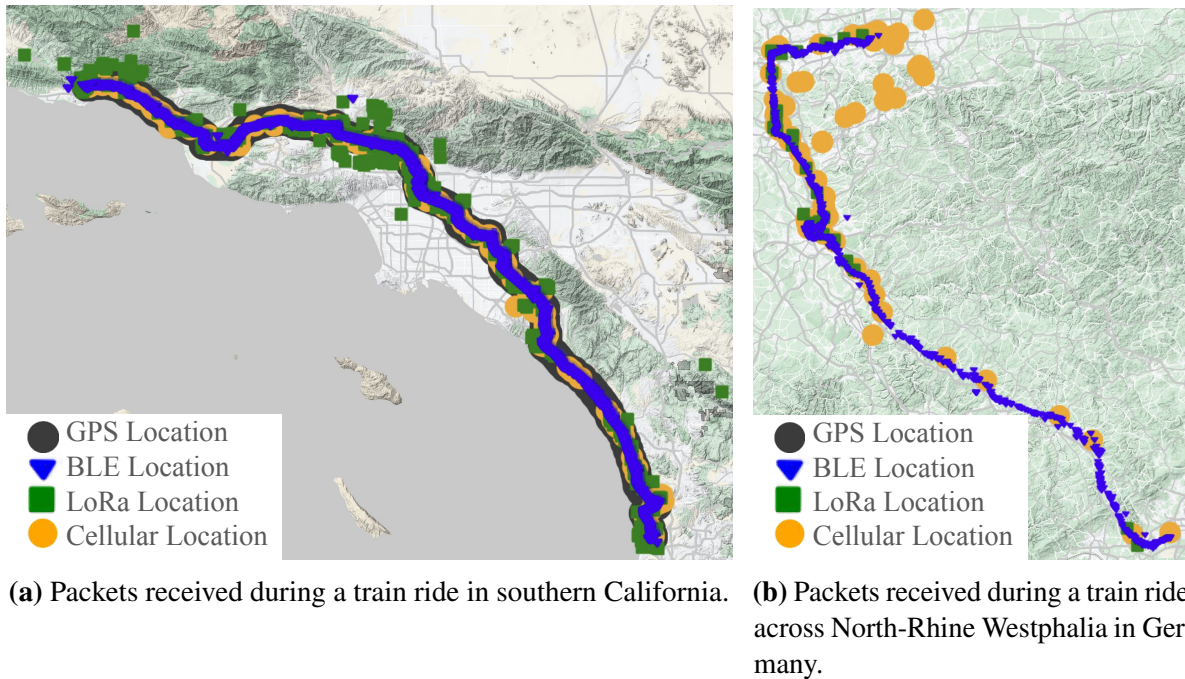 GPS Location
BLE Location
LoRa Location
Cellular Location
GPS Location
BLE Location
LoRa Location
Cellular Location
(a) Packets received during a train ride in southern California.
(b) Packets received during a train ride
across North-Rhine Westphalia in Ger-
many.